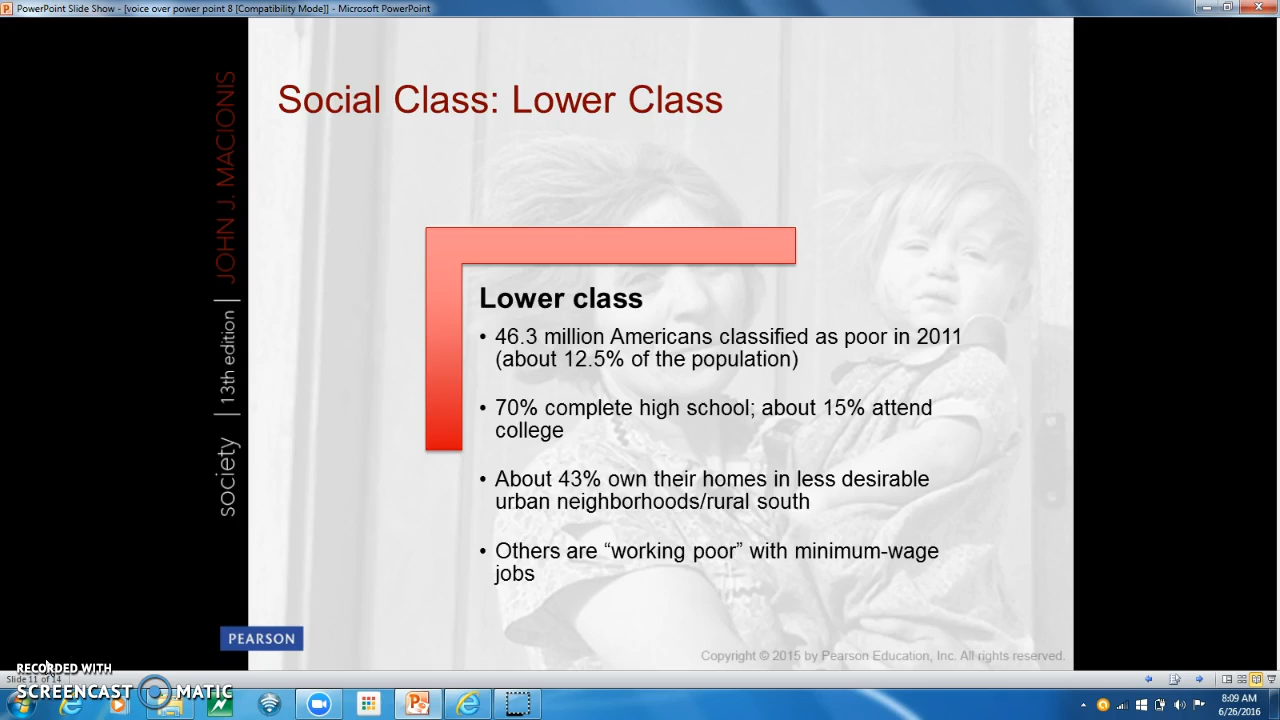 PowerPoint Slide Show - [voice over power point 8 [Compatibility Mode]] - Microsoft PowerPoint
Social Class: Lower Class
society | 13th edition | JOHN J. MACIONIS
Lower class
• 46.3 million Americans classified as poor in 2011
(about 12.5% of the population)
• 70% complete high school; about 15% attend
college
• About 43% own their homes in less desirable
urban neighborhoods/rural south
• Others are “working poor” with minimum-wage
jobs
PEARSON
Copyright © 2015 by Pearson Education, Inc. All rights reserved.
RECORDED WITH
Slide 11 of 14
SCREENCAST MATIC
8:09 AM
6/26/2016